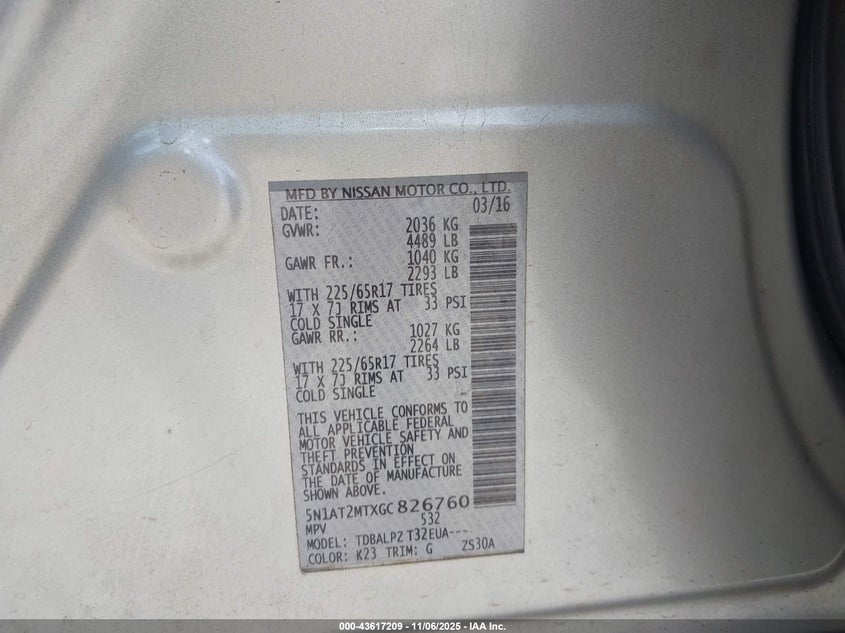 MFD BY NISSAN MOTOR CO., LTD.
DATE: 03/16
GVWR: 2036 KG
4489 LB
GAWR FR.: 1040 KG
2293 LB
WITH 225/65R17 TIRES
17 X 7J RIMS AT 33 PSI
COLD SINGLE
GAWR RR.: 1027 KG
2264 LB
WITH 225/65R17 TIRES
17 X 7J RIMS AT 33 PSI
COLD SINGLE -
THIS VEHICLE CONFORMS TO
ALL APPLICABLE FEDERAL
MOTOR VEHICLE SAFETY AND
THEFT PREVENTION
STANDARDS IN EFFECT ON
THE DATE OF MANUFACTURE
SHOWN ABOVE.
5N1AT2MTXGC826760
MPV 532
MODEL: TDBALPZ T32EUA----
COLOR: K23 TRIM: G ZS30A
000-43617209 - 11/06/2025 - IAA Inc.